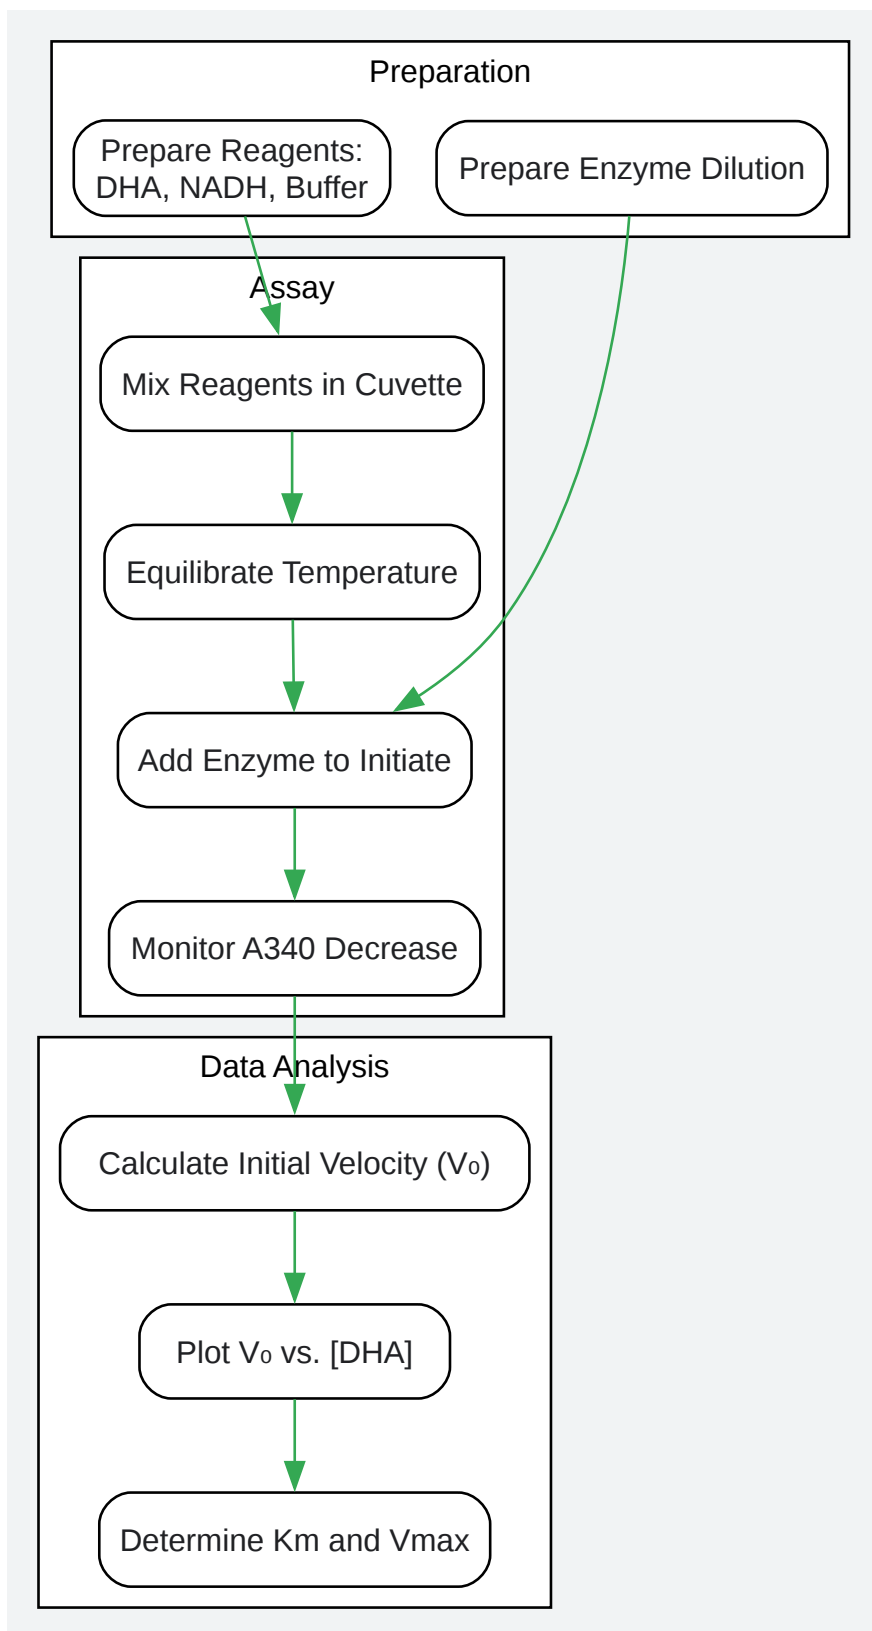 Preparation
Prepare Reagents:
DHA, NADH, Buffer
Prepare Enzyme Dilution
Assay
Mix Reagents in Cuvette
Equilibrate Temperature
Add Enzyme to Initiate
Monitor A340 Decrease
Data Analysis
Calculate Initial Velocity (V₀)
Plot V₀ vs. [DHA]
Determine Km and Vmax